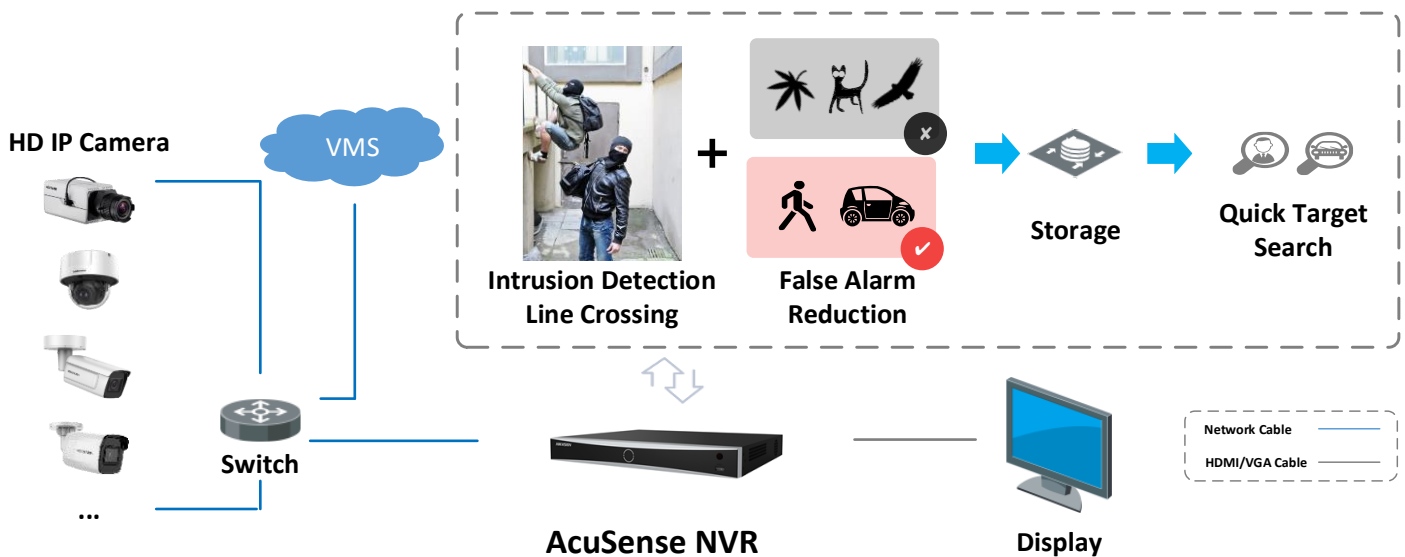 HD IP Camera
VMS
Intrusion Detection
Line Crossing
+
False Alarm
Reduction
Storage
Quick Target
Search
Switch
...
AcuSense NVR
Display
Network Cable
HDMI/VGA Cable